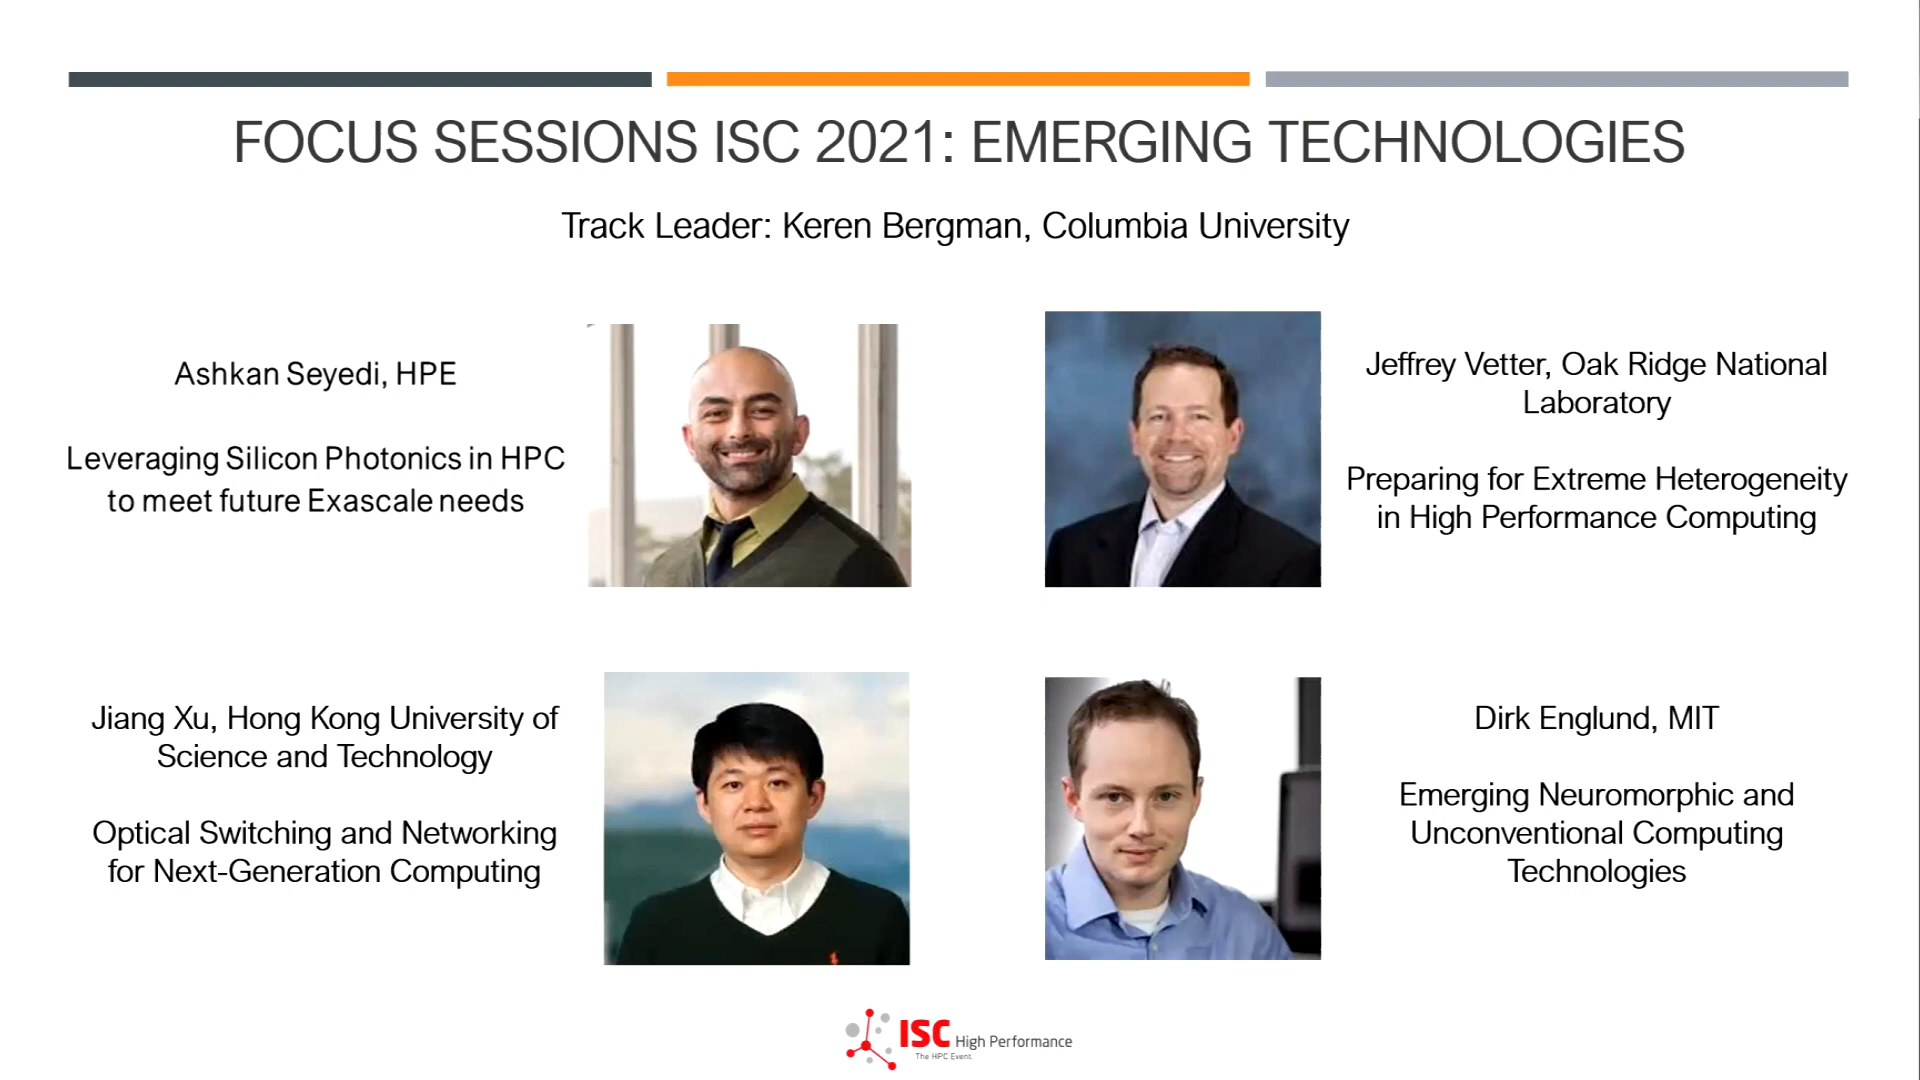 FOCUS SESSIONS ISC 2021: EMERGING TECHNOLOGIES
Track Leader: Keren Bergman, Columbia University
Ashkan Seyedi, HPE
Leveraging Silicon Photonics in HPC
to meet future Exascale needs
Jeffrey Vetter, Oak Ridge National
Laboratory
Preparing for Extreme Heterogeneity
in High Performance Computing
Jiang Xu, Hong Kong University of
Science and Technology
Optical Switching and Networking
for Next-Generation Computing
Dirk Englund, MIT
Emerging Neuromorphic and
Unconventional Computing
Technologies
ISC High Performance
The HPC Event.